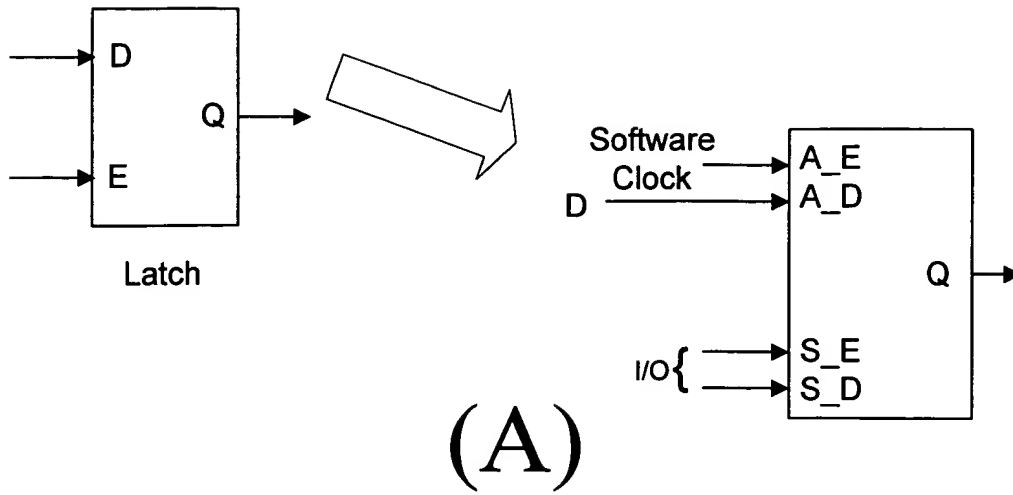 D
Q
E
Latch
Software
Clock
D
A_E
A_D
Q
I/O{
S_E
S_D
(A)